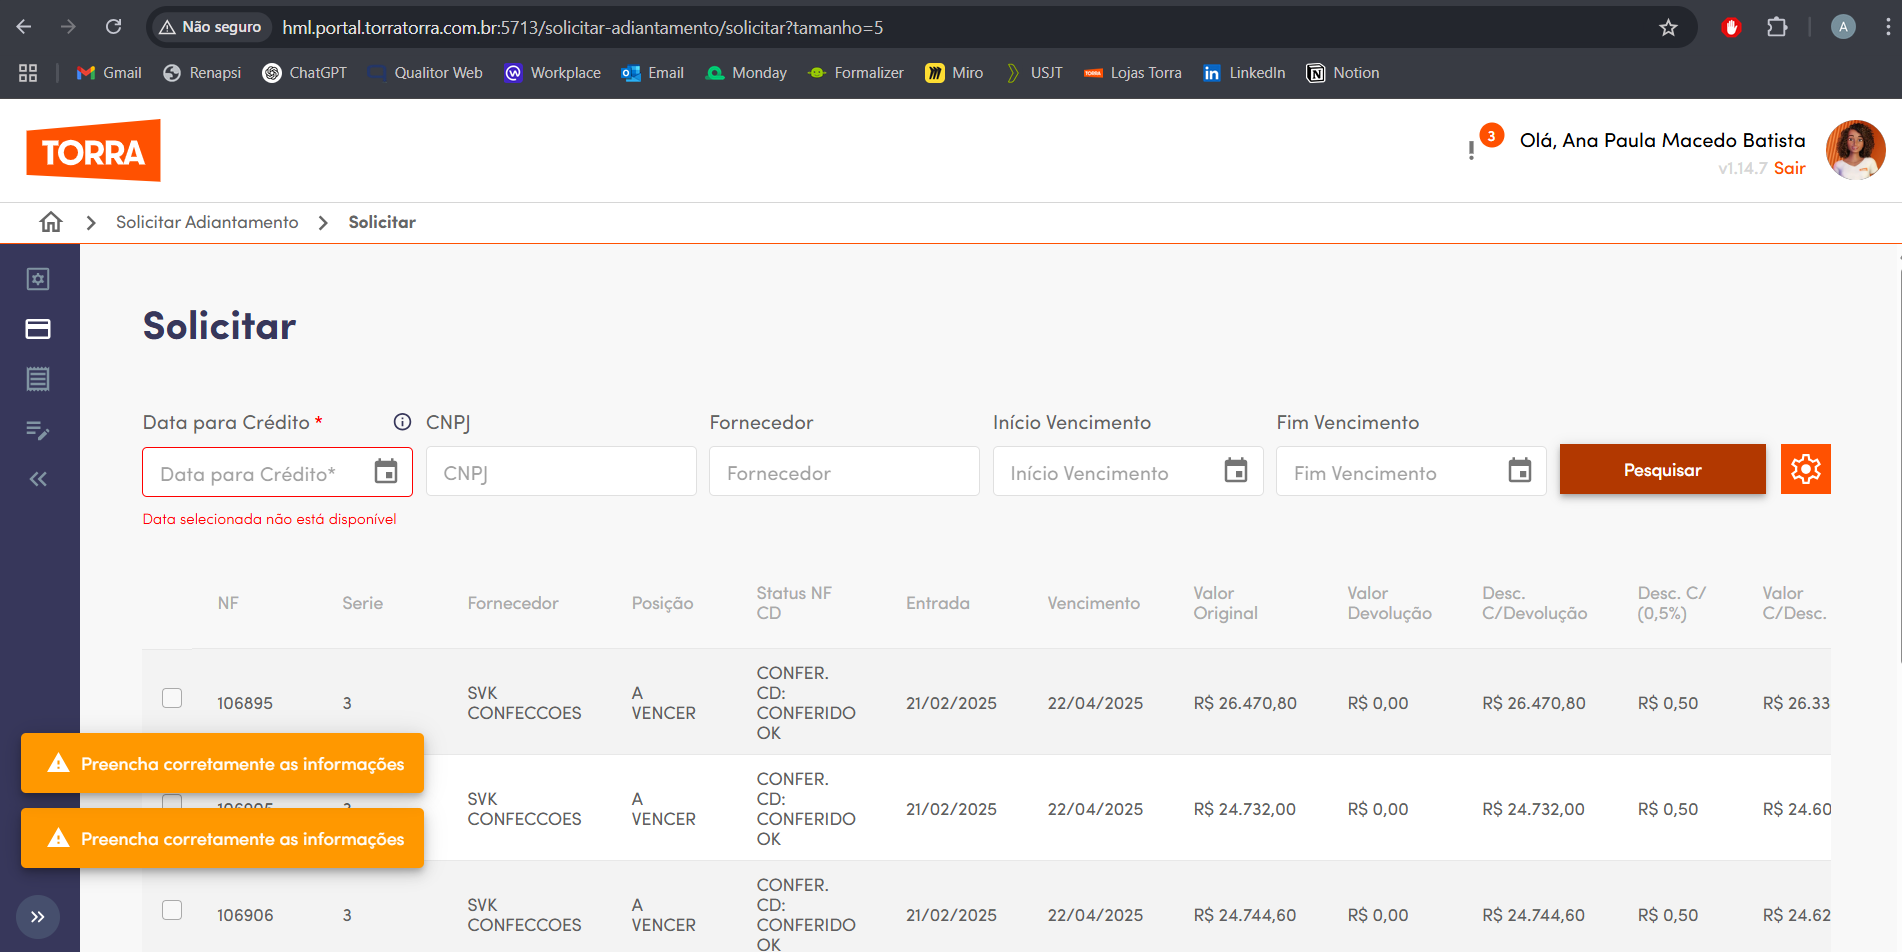 Não seguro
hml.portal.torratorra.com.br:5713/solicitar-adiantamento/solicitar?tamanho=5
A
Gmail
Renapsi
ChatGPT
Qualitor Web
Workplace
Email
Monday
Formalizer
Miro
USJT
Lojas Torra
LinkedIn
Notion
TORRA
3
Olá, Ana Paula Macedo Batista
v1.14.7 Sair
Solicitar Adiantamento
Solicitar
Solicitar
Data para Crédito *
CNPJ
Fornecedor
Início Vencimento
Fim Vencimento
Data para Crédito*
CNPJ
Fornecedor
Início Vencimento
Fim Vencimento
Pesquisar
Data selecionada não está disponível
NF
Serie
Fornecedor
Posição
Status NF
CD
Entrada
Vencimento
Valor
Original
Valor
Devolução
Desc.
C/Devolução
Desc. C/
(0,5%)
Valor
C/Desc.
106895
3
SVK
CONFECCOES
A
VENCER
CONFER.
CD:
CONFERIDO
OK
21/02/2025
22/04/2025
R$ 26.470,80
R$ 0,00
R$ 26.470,80
R$ 0,50
R$ 26.33
SVK
CONFECCOES
A
VENCER
CONFER.
CD:
CONFERIDO
OK
21/02/2025
22/04/2025
R$ 24.732,00
R$ 0,00
R$ 24.732,00
R$ 0,50
R$ 24.60
106906
3
SVK
CONFECCOES
A
VENCER
CONFER.
CD:
CONFERIDO
OK
21/02/2025
22/04/2025
R$ 24.744,60
R$ 0,00
R$ 24.744,60
R$ 0,50
R$ 24.62
Preencha corretamente as informações
Preencha corretamente as informações